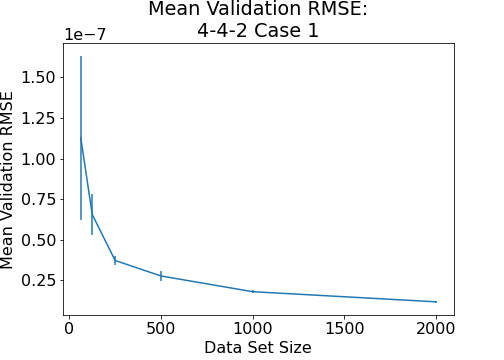 Mean Validation RMSE:
4-4-2 Case 1
1e−7
1.50
1.25
1.00
0.75
0.50
0.25
Mean Validation RMSE
0 500 1000 1500 2000
Data Set Size